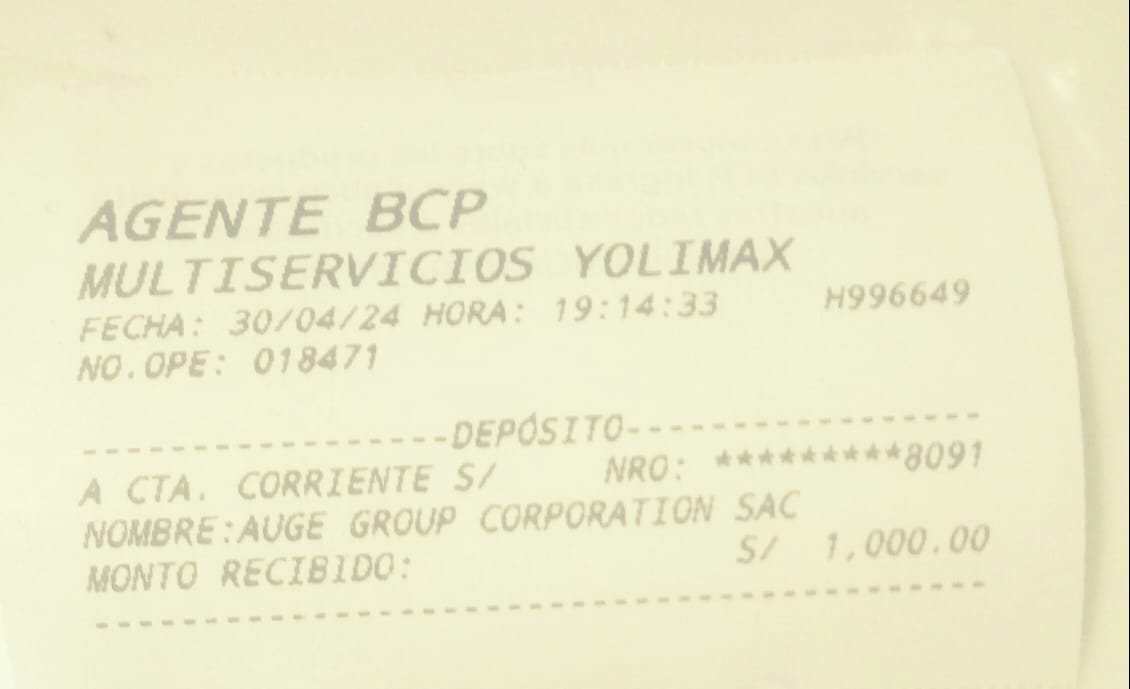 AGENTE BCP
MULTISERVICIOS YOLIMAX
FECHA: 30/04/24 HORA: 19:14:33 H996649
NO.OPE: 018471
-----------------DEPÓSITO-----------------
A CTA. CORRIENTE S/ NRO: *********8091
NOMBRE:AUGE GROUP CORPORATION SAC
MONTO RECIBIDO: S/ 1,000.00
------------------------------------------